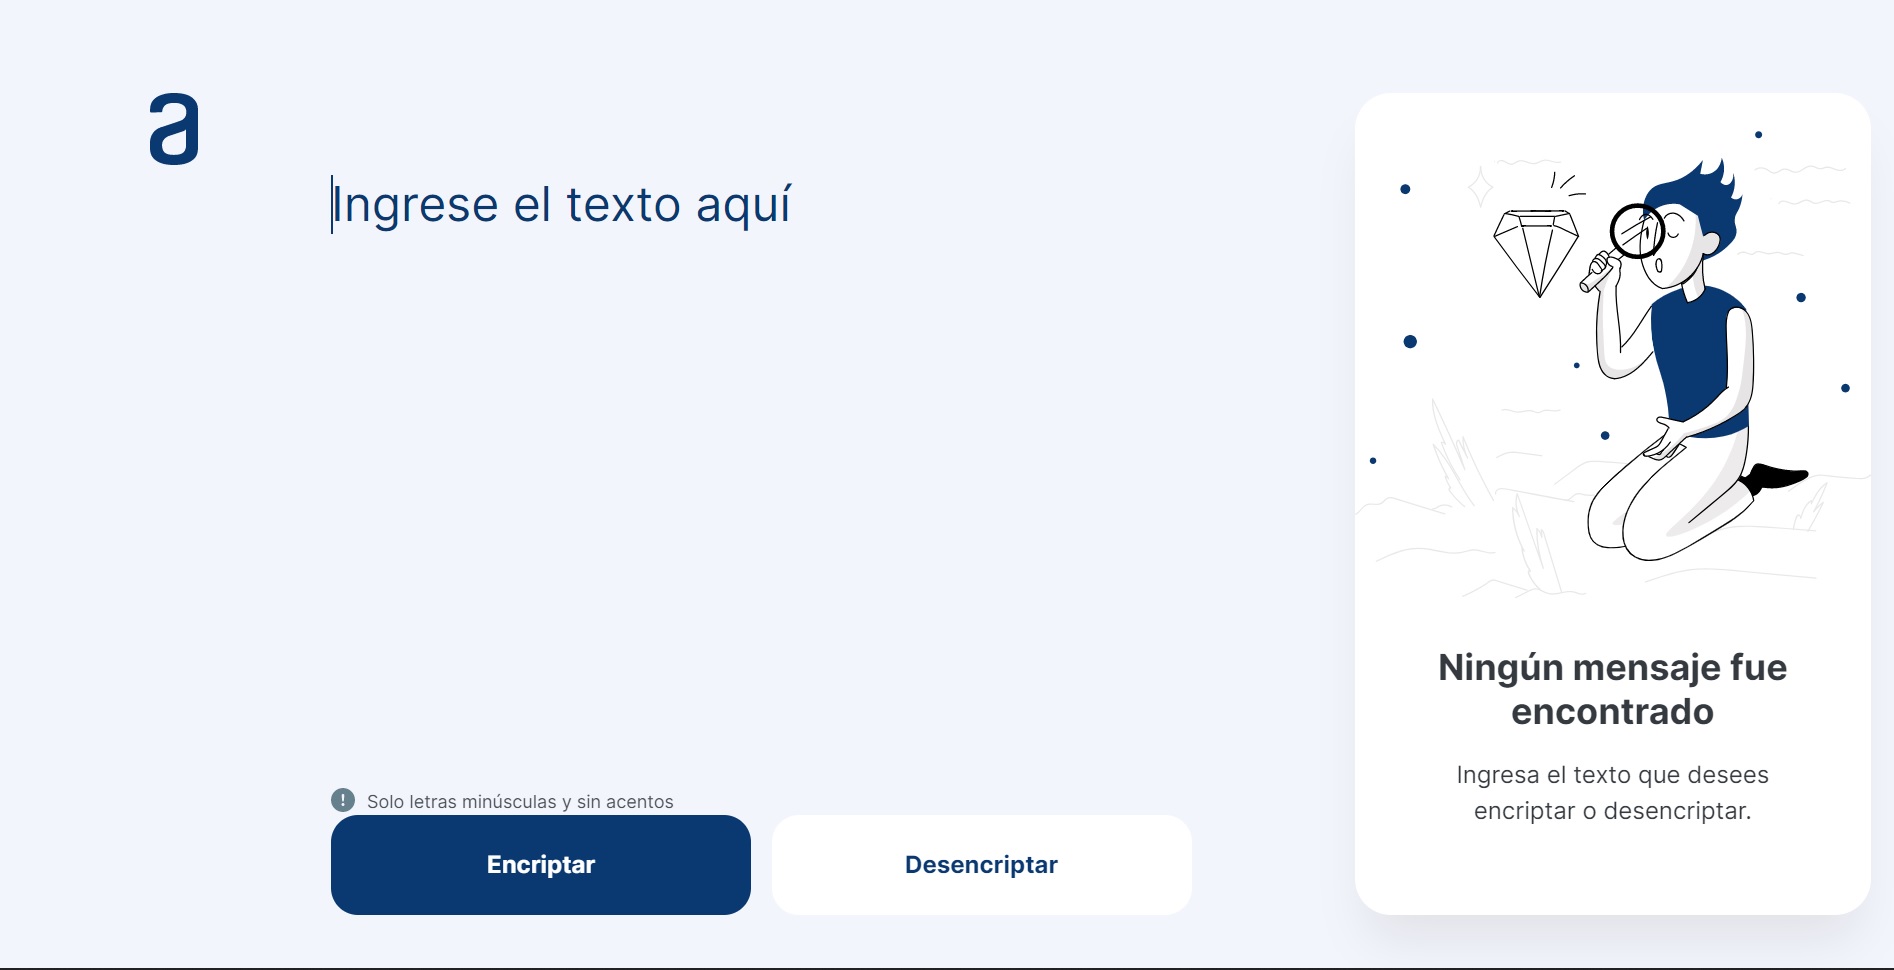 a
Ingrese el texto aquí
! Solo letras minúsculas y sin acentos
Encriptar
Desencriptar
Ningún mensaje fue
encontrado
Ingresa el texto que desees
encriptar o desencriptar.